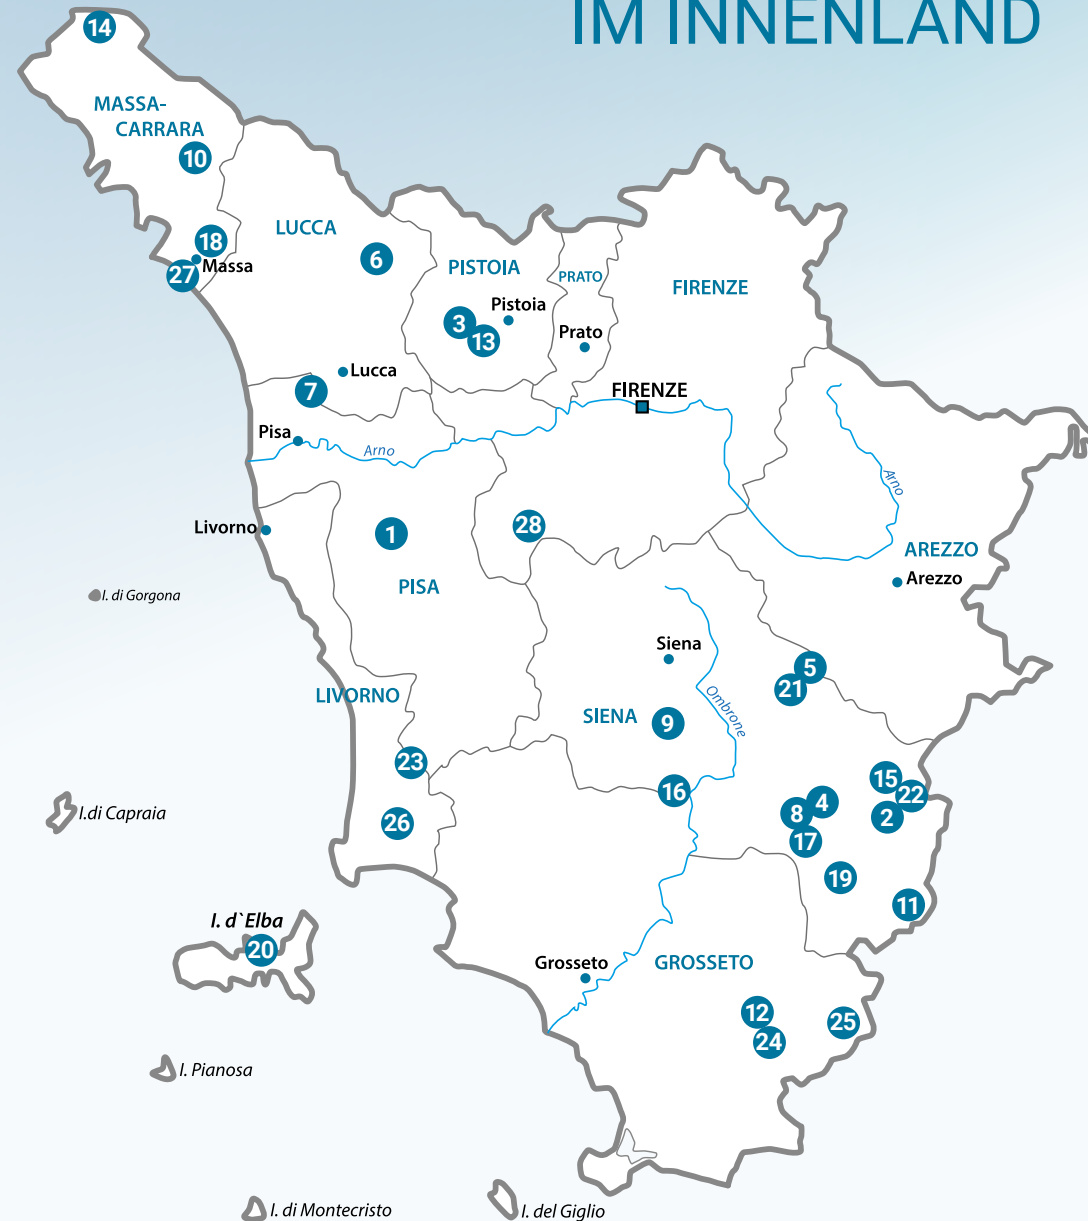 IM INNENLAND
14
MASSA-
CARRARA
10
LUCCA
18
6
Massa
27
PISTOIA
PRATO
FIRENZE
Pistoia
3
13
Prato
Lucca
7
FIRENZE
Pisa
Arno
Arno
Livorno
1
28
AREZZO
Arezzo
PISA
I. di Gorgona
Siena
5
21
LIVORNO
Ombrone
SIENA
9
23
15
16
22
4
8
2
I.di Capraia
26
17
19
11
I. d`Elba
20
Grosseto
GROSSETO
12
25
24
I. Pianosa
I. di Montecristo
I. del Giglio